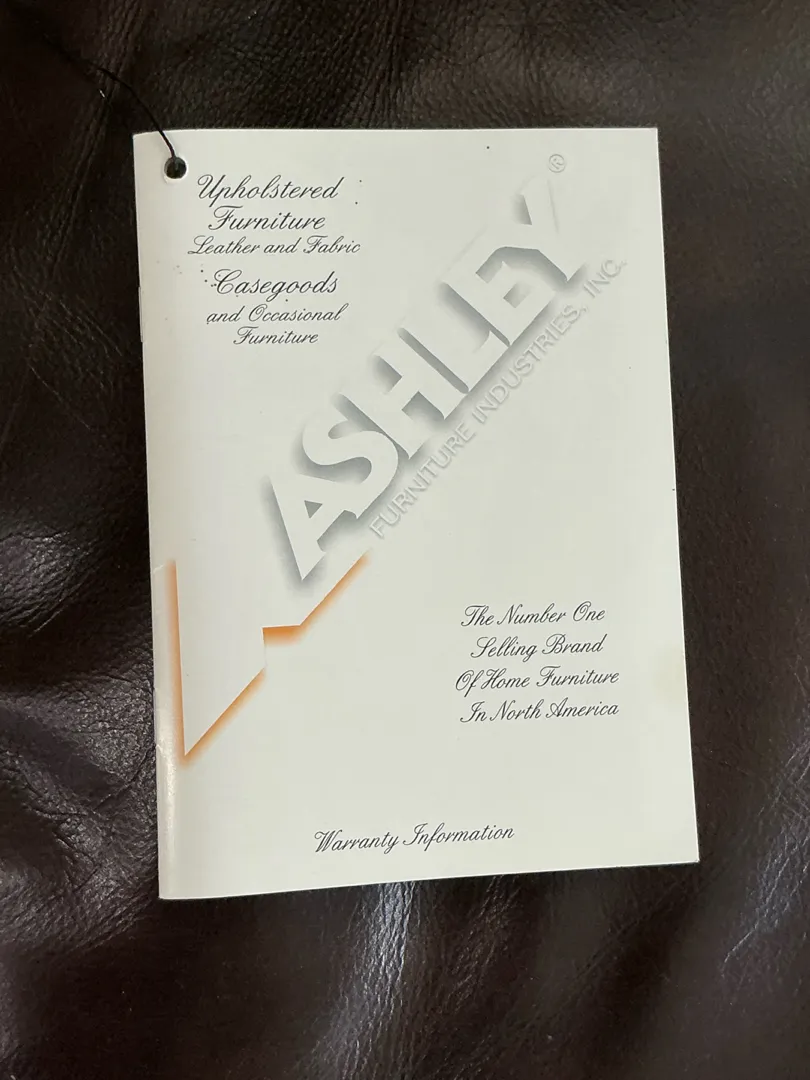 Upholstered
Furniture
Leather and Fabric
Casegoods
and Occasional
Furniture
ASHLEY®
FURNITURE INDUSTRIES, INC.
The Number One
Selling Brand
Of Home Furniture
In North America
Warranty Information